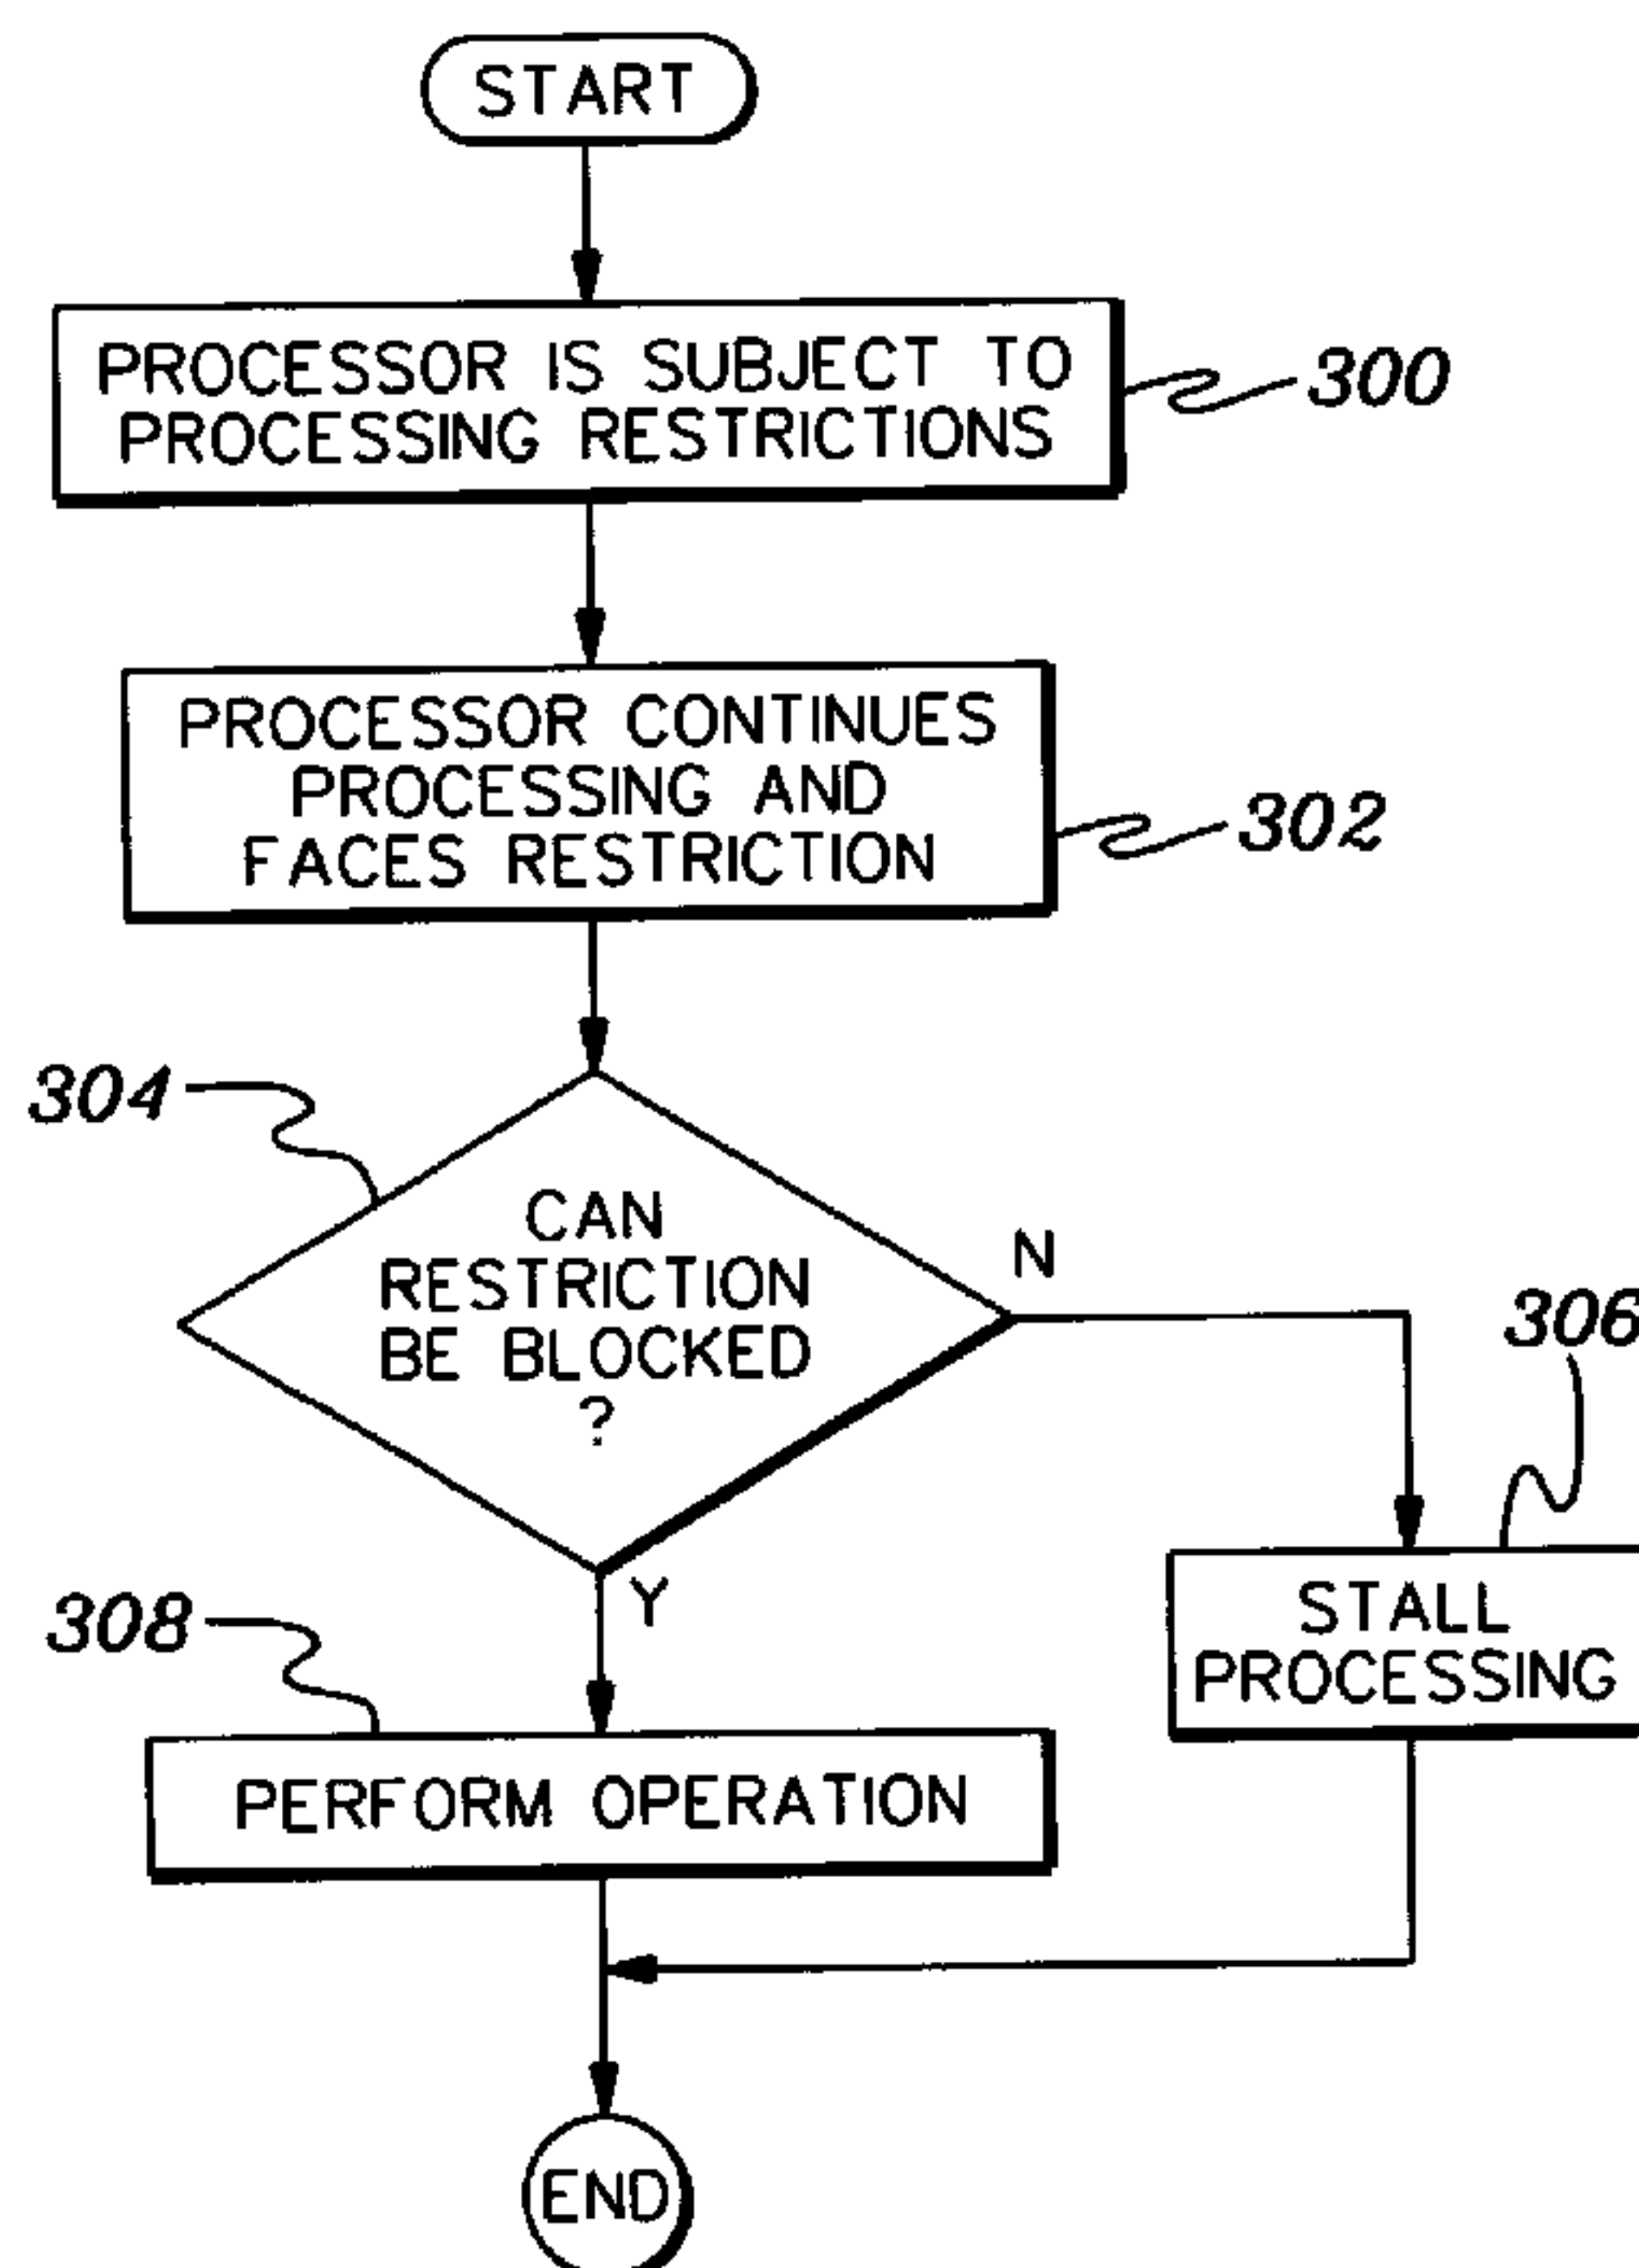 START
PROCESSOR IS SUBJECT TO
PROCESSING RESTRICTIONS
300
PROCESSOR CONTINUES
PROCESSING AND
FACES RESTRICTION
302
304
CAN
RESTRICTION
BE BLOCKED
?
N
306
Y
STALL
PROCESSING
308
PERFORM OPERATION
END